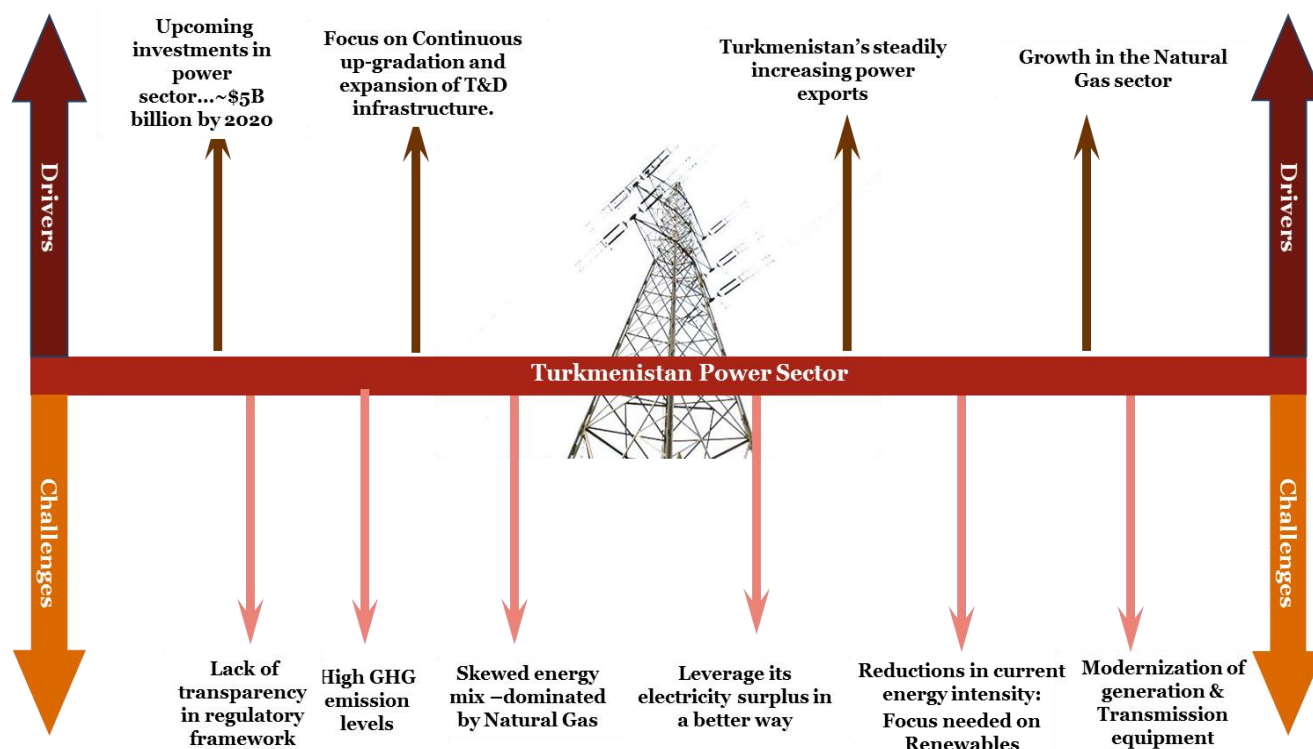 Upcoming
investments in
power
sector...~$5B
billion by 2020
Focus on Continuous
up-gradation and
expansion of T&D
infrastructure.
Turkmenistan's steadily
increasing power
exports
Growth in the Natural
Gas sector
Drivers
Drivers
Turkmenistan Power Sector
Challenges
Challenges
Lack of
transparency
in regulatory
framework
High GHG
emission
levels
Skewed energy
mix –dominated
by Natural Gas
Leverage its
electricity surplus in
a better way
Reductions in current
energy intensity:
Focus needed on
Renewables
Modernization of
generation &
Transmission
equipment